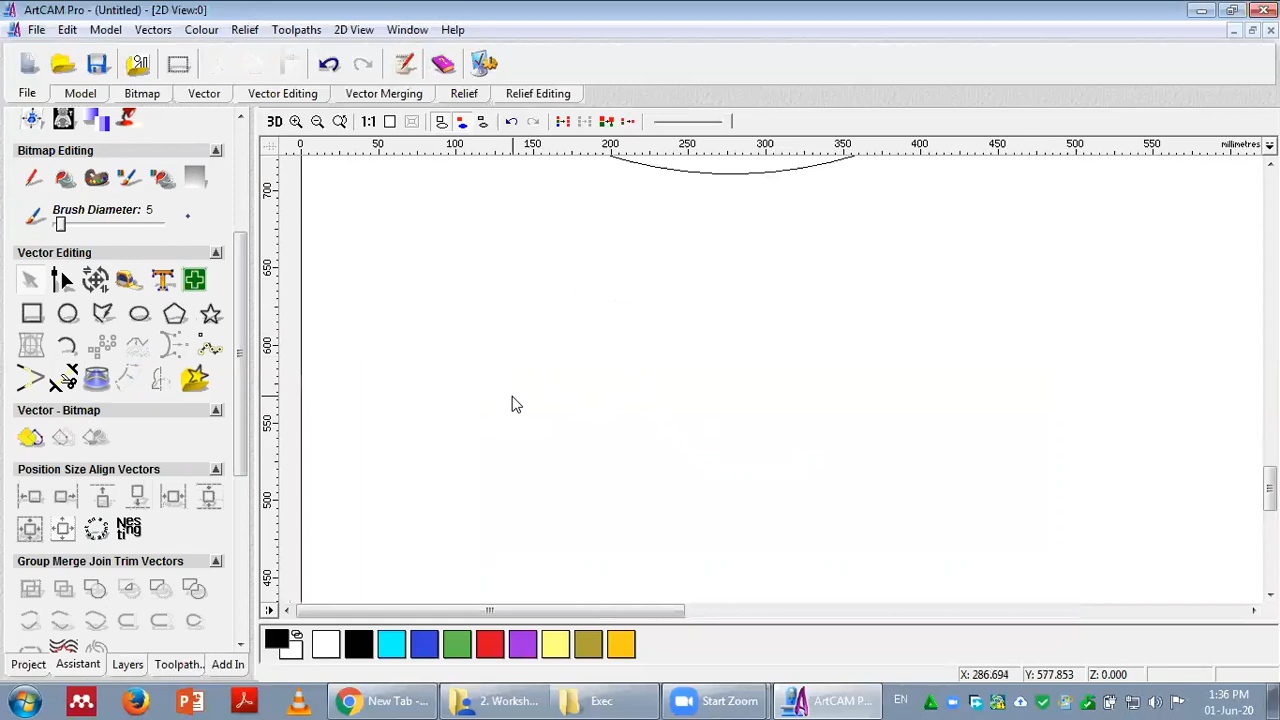 ArtCAM Pro - (Untitled) - [2D View:0]
File Edit Model Vectors Colour Relief Toolpaths 2D View Window Help
File Model Bitmap Vector Vector Editing Vector Merging Relief Relief Editing
3D 1:1
0 50 100 150 200 250 300 350 400 450 500 550 millimetres
Bitmap Editing
Brush Diameter: 5
Vector Editing
Vector - Bitmap
Position Size Align Vectors
Nes
ting
Group Merge Join Trim Vectors
700
650
600
550
500
450
Project Assistant Layers Toolpath.. Add In
X: 286.694 Y: 577.853 Z: 0.000
New Tab -... 2. Worksh... Exec Start Zoom ArtCAM P... EN
1:36 PM
01-Jun-20